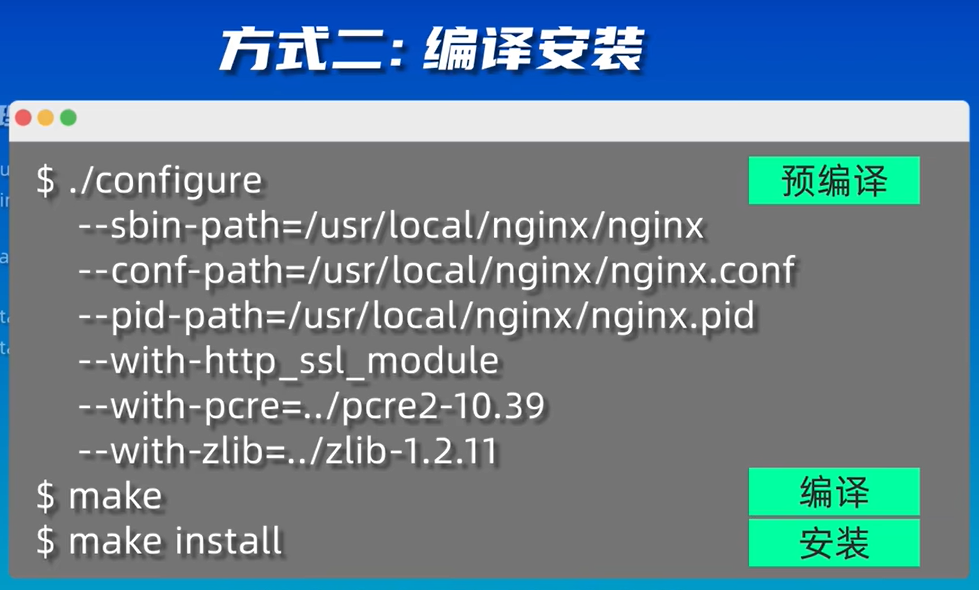 方式二: 编译安装
$ ./configure
预编译
--sbin-path=/usr/local/nginx/nginx
--conf-path=/usr/local/nginx/nginx.conf
--pid-path=/usr/local/nginx/nginx.pid
--with-http_ssl_module
--with-pcre=../pcre2-10.39
--with-zlib=../zlib-1.2.11
$ make
编译
$ make install
安装